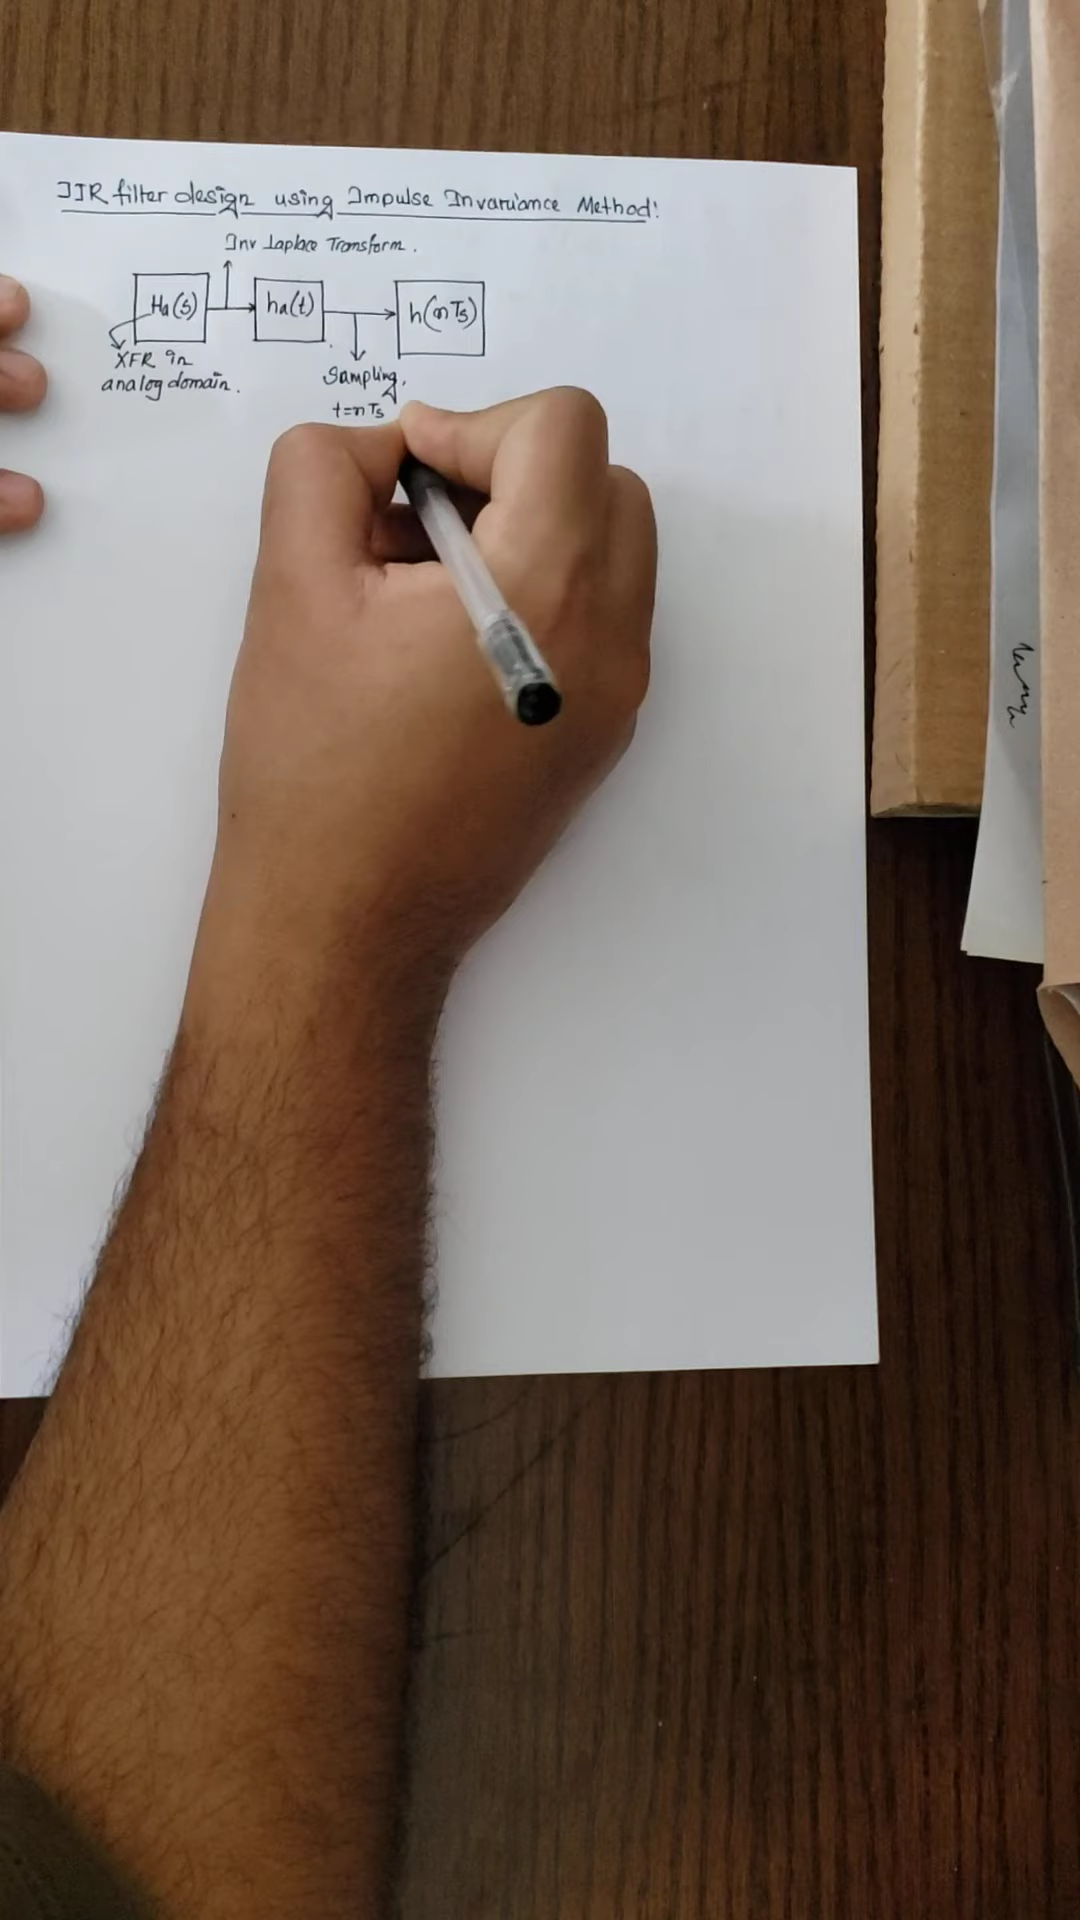 IIR filter design using Impulse Invariance Method:
Inv Laplace Transform.
Ha(s) ha(t) h(nTs)
XFR in
analog domain.
Sampling,
t=nTs